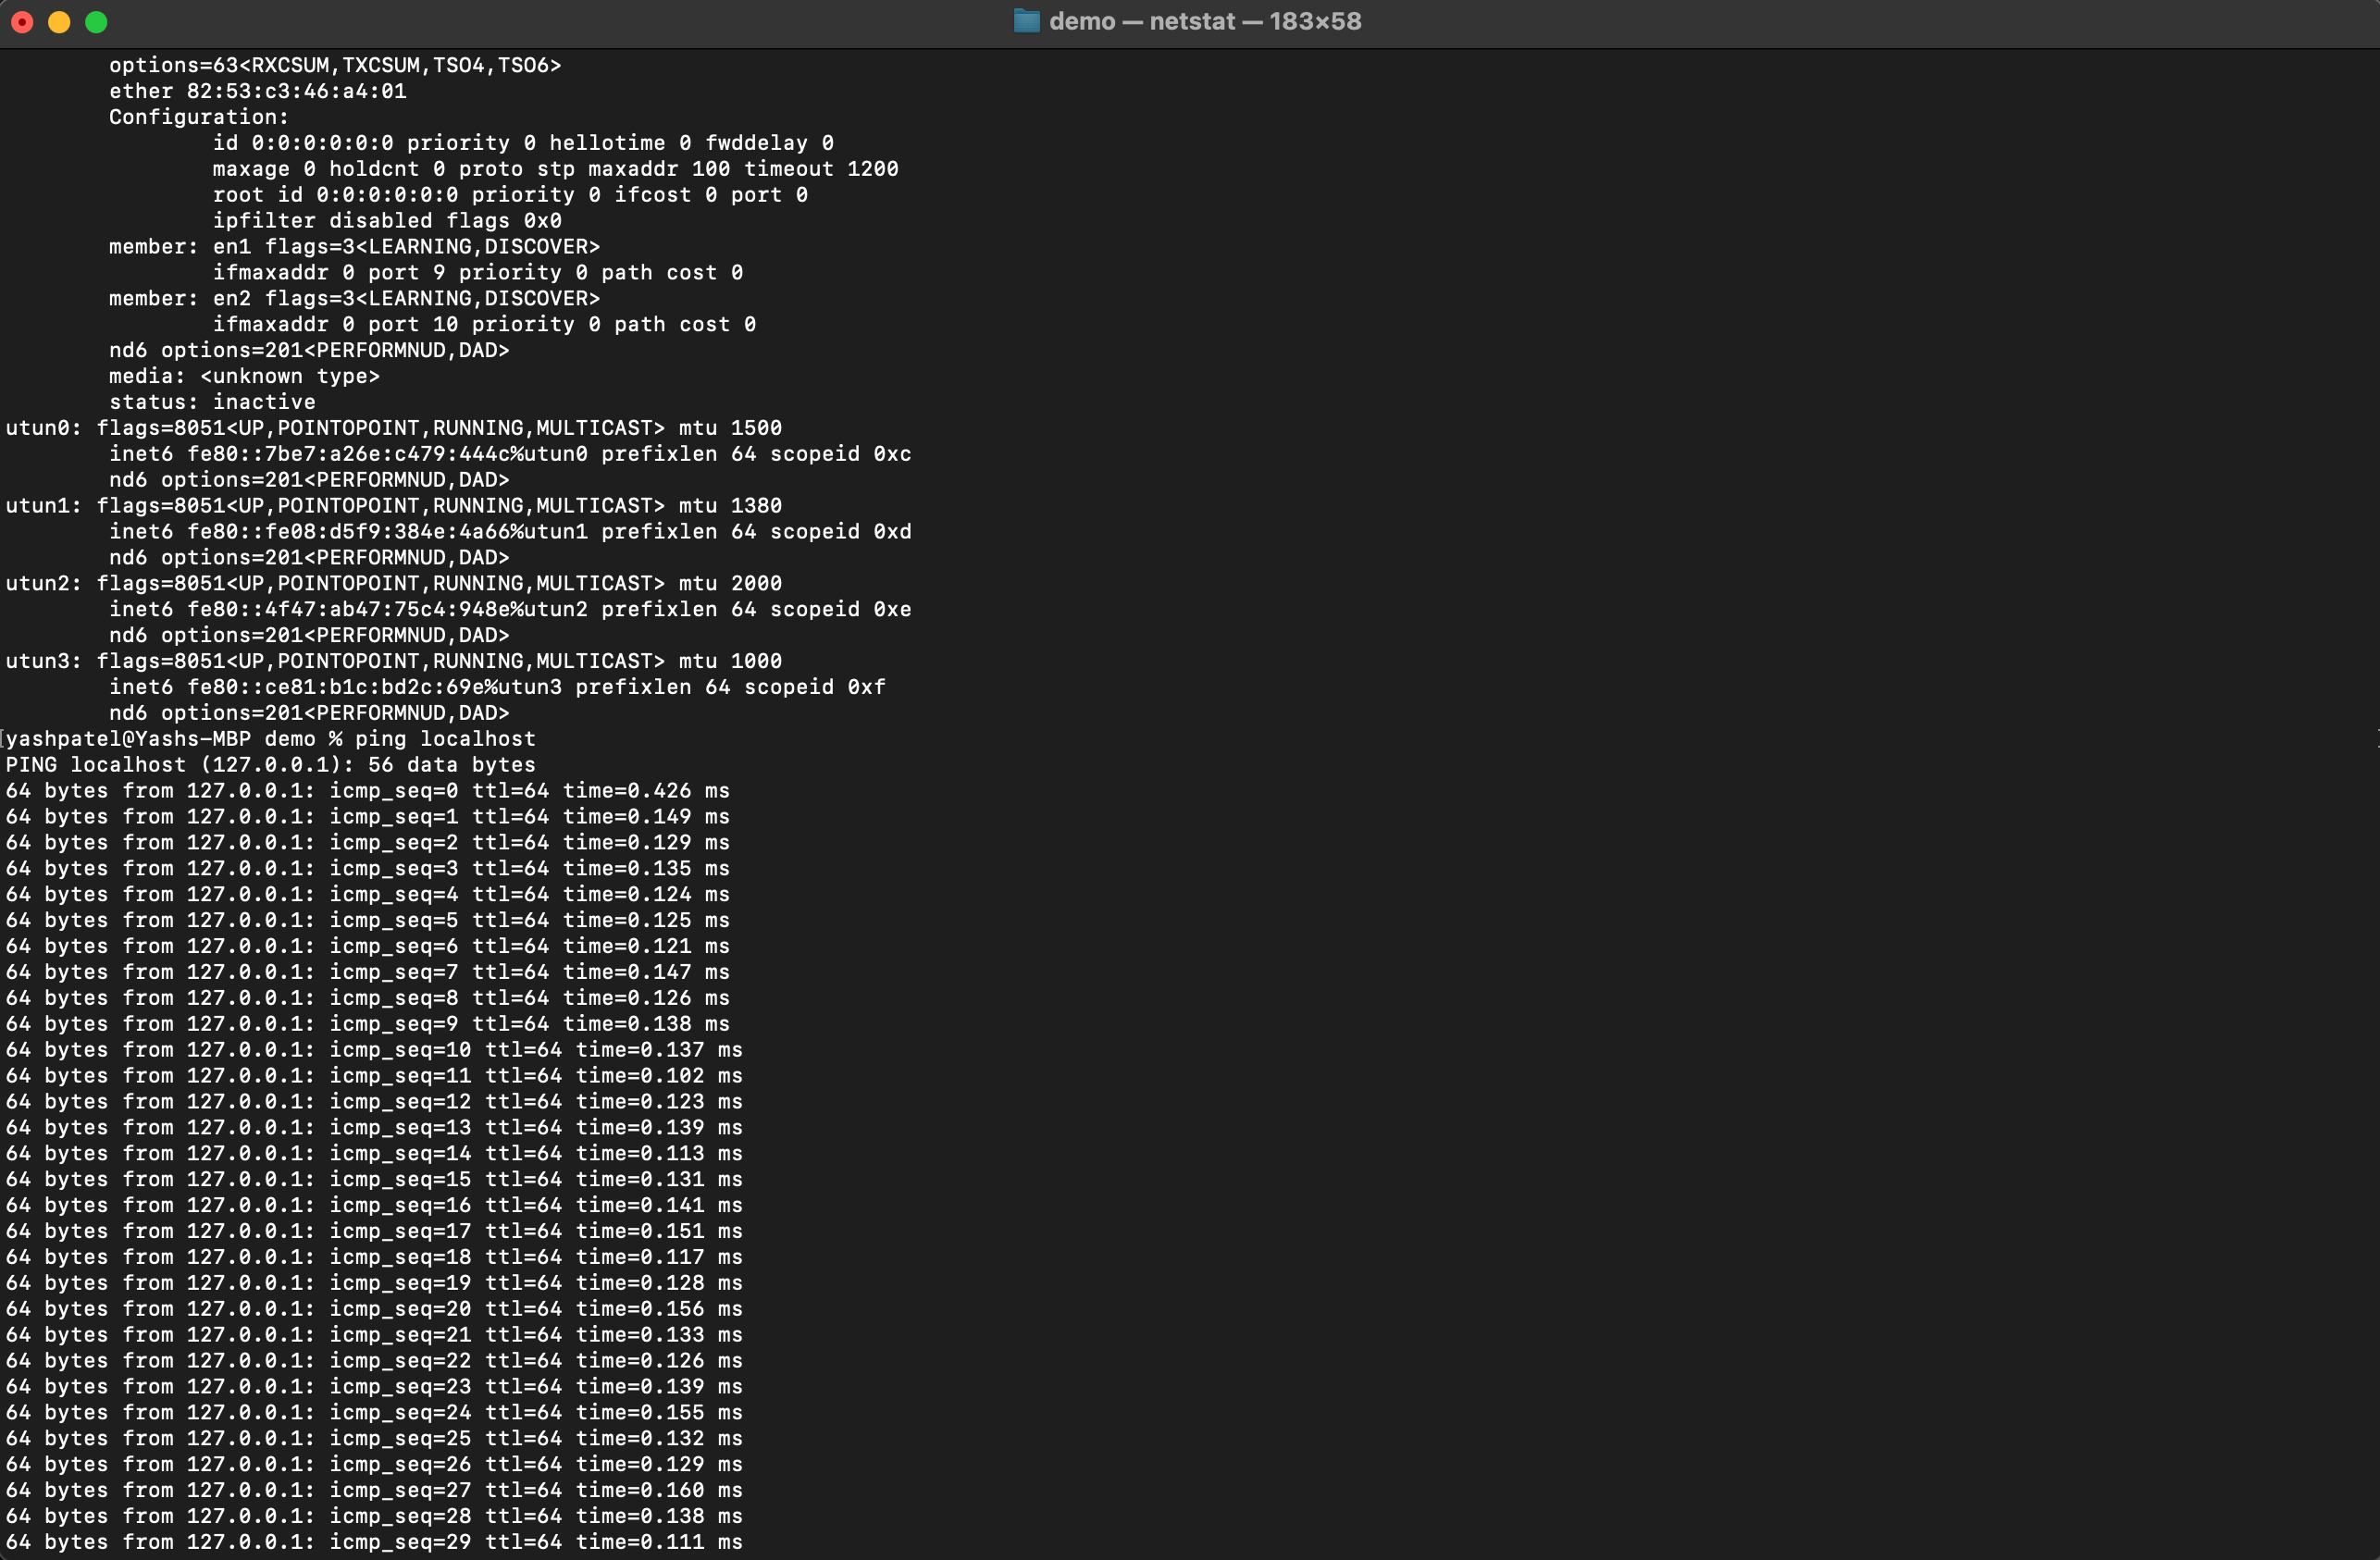 demo — netstat — 183×58
options=63<RXCSUM,TXCSUM,TSO4,TSO6>
ether 82:53:c3:46:a4:01
Configuration:
id 0:0:0:0:0:0 priority 0 hellotime 0 fwddelay 0
maxage 0 holdcnt 0 proto stp maxaddr 100 timeout 1200
root id 0:0:0:0:0:0 priority 0 ifcost 0 port 0
ipfilter disabled flags 0x0
member: en1 flags=3<LEARNING,DISCOVER>
ifmaxaddr 0 port 9 priority 0 path cost 0
member: en2 flags=3<LEARNING,DISCOVER>
ifmaxaddr 0 port 10 priority 0 path cost 0
nd6 options=201<PERFORMNUD,DAD>
media: <unknown type>
status: inactive
utun0: flags=8051<UP,POINTOPOINT,RUNNING,MULTICAST> mtu 1500
inet6 fe80::7be7:a26e:c479:444c%utun0 prefixlen 64 scopeid 0xc
nd6 options=201<PERFORMNUD,DAD>
utun1: flags=8051<UP,POINTOPOINT,RUNNING,MULTICAST> mtu 1380
inet6 fe80::fe08:d5f9:384e:4a66%utun1 prefixlen 64 scopeid 0xd
nd6 options=201<PERFORMNUD,DAD>
utun2: flags=8051<UP,POINTOPOINT,RUNNING,MULTICAST> mtu 2000
inet6 fe80::4f47:ab47:75c4:948e%utun2 prefixlen 64 scopeid 0xe
nd6 options=201<PERFORMNUD,DAD>
utun3: flags=8051<UP,POINTOPOINT,RUNNING,MULTICAST> mtu 1000
inet6 fe80::ce81:b1c:bd2c:69e%utun3 prefixlen 64 scopeid 0xf
nd6 options=201<PERFORMNUD,DAD>
[yashpatel@Yashs-MBP demo % ping localhost
PING localhost (127.0.0.1): 56 data bytes
64 bytes from 127.0.0.1: icmp_seq=0 ttl=64 time=0.426 ms
64 bytes from 127.0.0.1: icmp_seq=1 ttl=64 time=0.149 ms
64 bytes from 127.0.0.1: icmp_seq=2 ttl=64 time=0.129 ms
64 bytes from 127.0.0.1: icmp_seq=3 ttl=64 time=0.135 ms
64 bytes from 127.0.0.1: icmp_seq=4 ttl=64 time=0.124 ms
64 bytes from 127.0.0.1: icmp_seq=5 ttl=64 time=0.125 ms
64 bytes from 127.0.0.1: icmp_seq=6 ttl=64 time=0.121 ms
64 bytes from 127.0.0.1: icmp_seq=7 ttl=64 time=0.147 ms
64 bytes from 127.0.0.1: icmp_seq=8 ttl=64 time=0.126 ms
64 bytes from 127.0.0.1: icmp_seq=9 ttl=64 time=0.138 ms
64 bytes from 127.0.0.1: icmp_seq=10 ttl=64 time=0.137 ms
64 bytes from 127.0.0.1: icmp_seq=11 ttl=64 time=0.102 ms
64 bytes from 127.0.0.1: icmp_seq=12 ttl=64 time=0.123 ms
64 bytes from 127.0.0.1: icmp_seq=13 ttl=64 time=0.139 ms
64 bytes from 127.0.0.1: icmp_seq=14 ttl=64 time=0.113 ms
64 bytes from 127.0.0.1: icmp_seq=15 ttl=64 time=0.131 ms
64 bytes from 127.0.0.1: icmp_seq=16 ttl=64 time=0.141 ms
64 bytes from 127.0.0.1: icmp_seq=17 ttl=64 time=0.151 ms
64 bytes from 127.0.0.1: icmp_seq=18 ttl=64 time=0.117 ms
64 bytes from 127.0.0.1: icmp_seq=19 ttl=64 time=0.128 ms
64 bytes from 127.0.0.1: icmp_seq=20 ttl=64 time=0.156 ms
64 bytes from 127.0.0.1: icmp_seq=21 ttl=64 time=0.133 ms
64 bytes from 127.0.0.1: icmp_seq=22 ttl=64 time=0.126 ms
64 bytes from 127.0.0.1: icmp_seq=23 ttl=64 time=0.139 ms
64 bytes from 127.0.0.1: icmp_seq=24 ttl=64 time=0.155 ms
64 bytes from 127.0.0.1: icmp_seq=25 ttl=64 time=0.132 ms
64 bytes from 127.0.0.1: icmp_seq=26 ttl=64 time=0.129 ms
64 bytes from 127.0.0.1: icmp_seq=27 ttl=64 time=0.160 ms
64 bytes from 127.0.0.1: icmp_seq=28 ttl=64 time=0.138 ms
64 bytes from 127.0.0.1: icmp_seq=29 ttl=64 time=0.111 ms